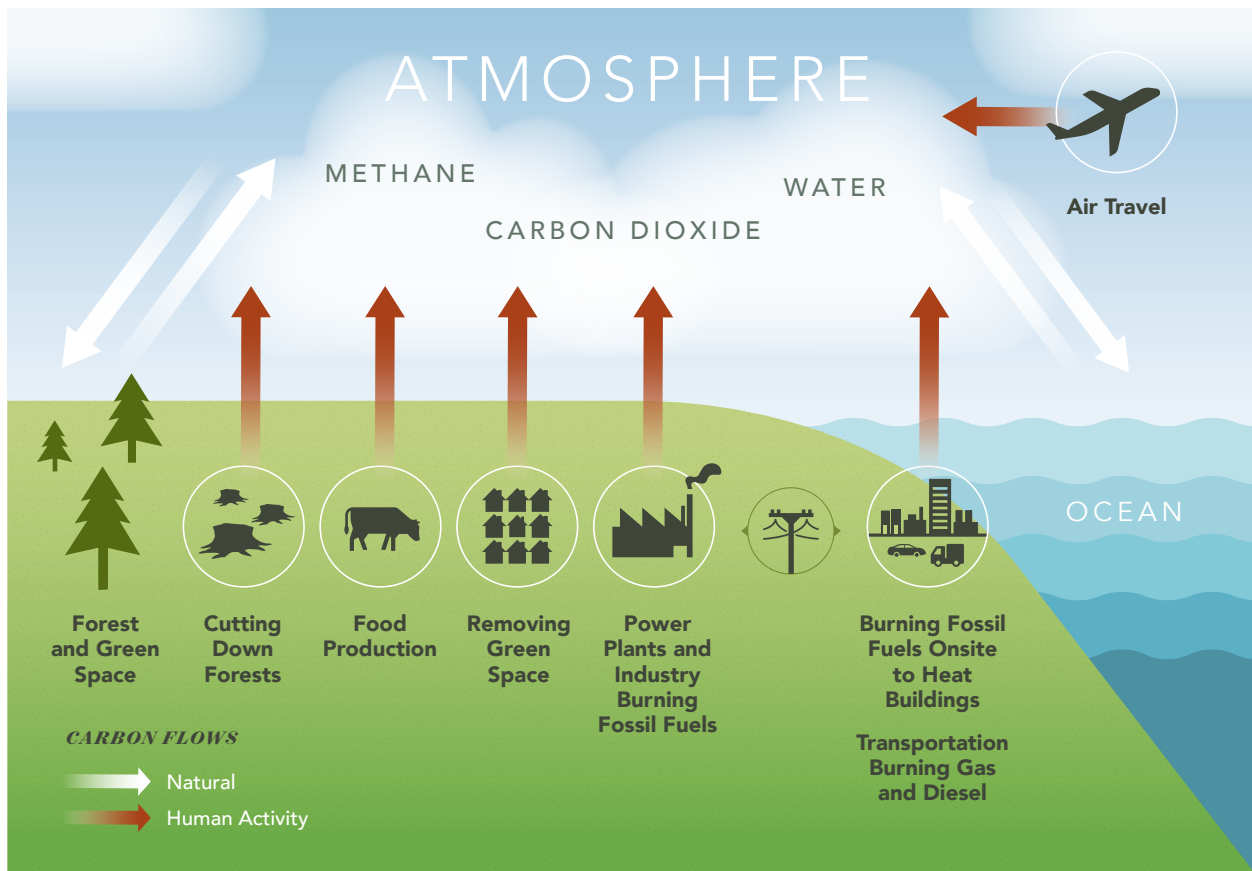 ATMOSPHERE
METHANE
WATER
CARBON DIOXIDE
Air Travel
OCEAN
Forest
and Green
Space
Cutting
Down
Forests
Food
Production
Removing
Green
Space
Power
Plants and
Industry
Burning
Fossil Fuels
Burning Fossil
Fuels Onsite
to Heat
Buildings
Transportation
Burning Gas
and Diesel
CARBON FLOWS
Natural
Human Activity